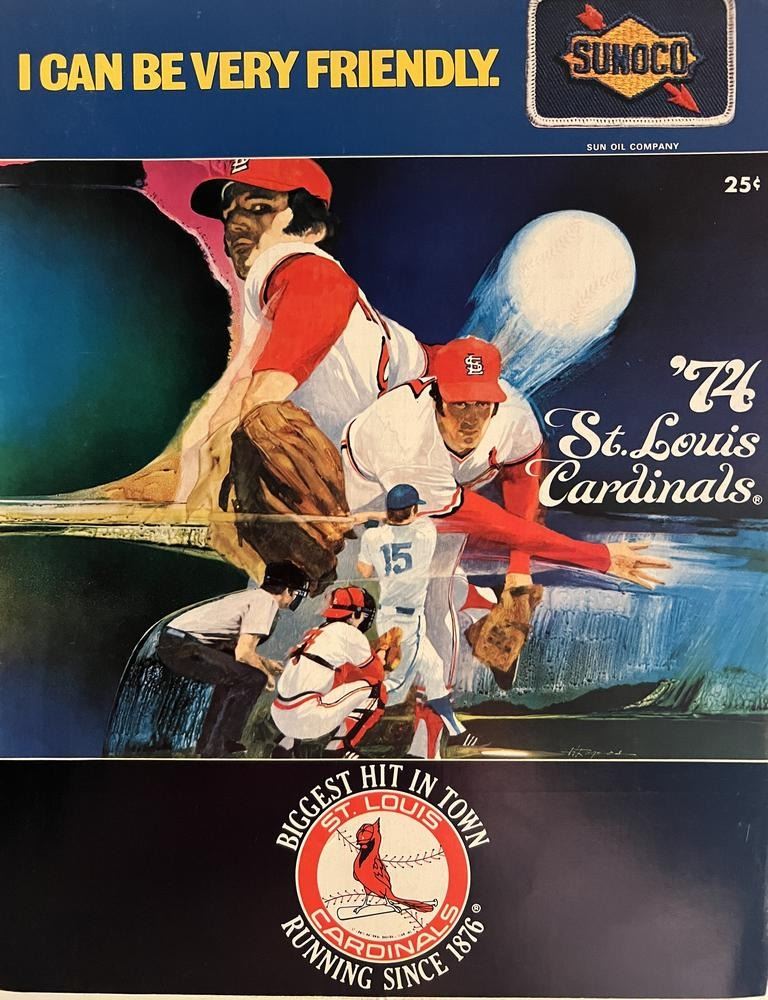 I CAN BE VERY FRIENDLY.
SUNOCO
SUN OIL COMPANY
25¢
'74
St. Louis
Cardinals®
StL
15
BIGGEST HIT IN TOWN
ST. LOUIS
CARDINALS
RUNNING SINCE 1876®